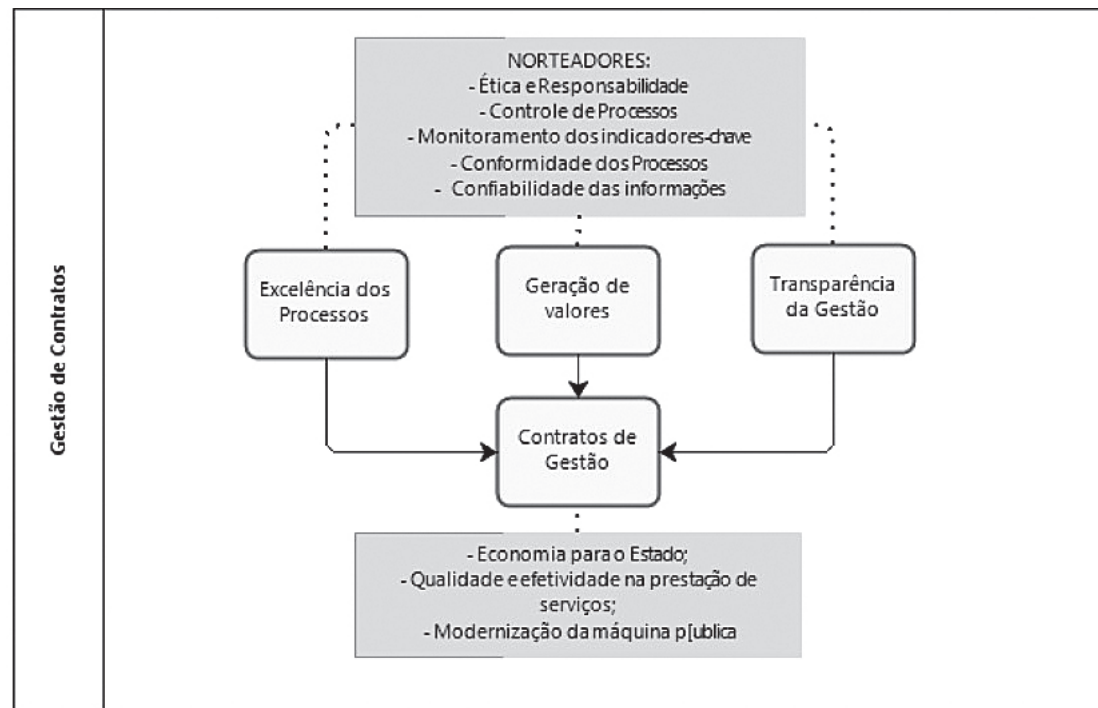 Gestão de Contratos
NORTEADORES:
- Ética e Responsabilidade
- Controle de Processos
- Monitoramento dos indicadores-chave
- Conformidade dos Processos
- Confiabilidade das informações
Excelência dos
Processos
Geração de
valores
Transparência
da Gestão
Contratos de
Gestão
- Economia para o Estado;
- Qualidade e efetividade na prestação de
serviços;
- Modernização da máquina p[ublica